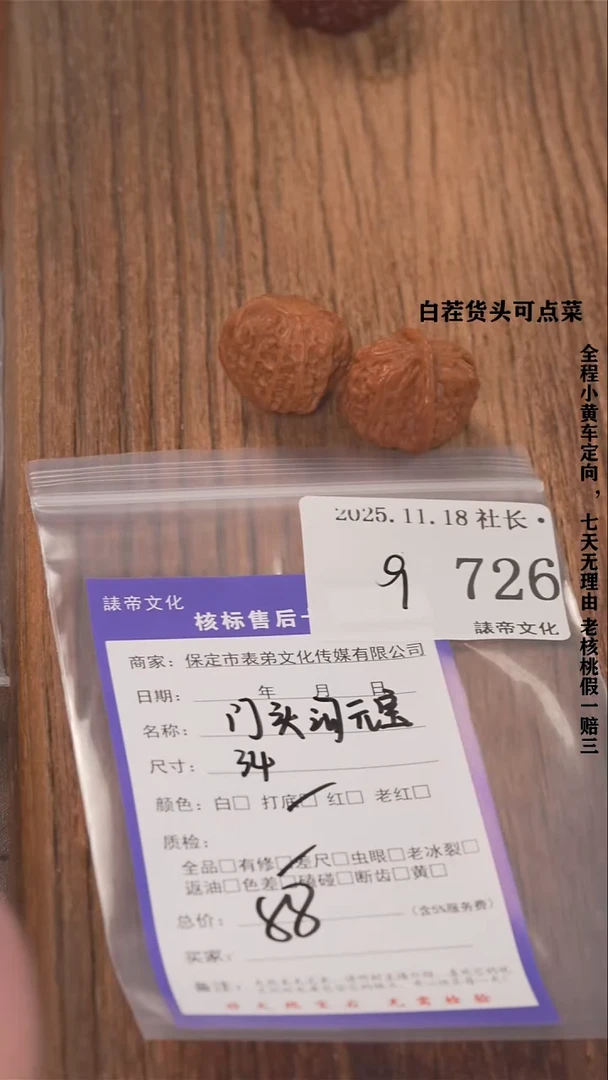 白茬货头可点菜
全程小黄车定向，七天无理由 老核桃假一赔三
2025.11.18 社长·
9 726
誄帝文化
誄帝文化
核标售后卡
商家：保定市表弟文化传媒有限公司
日期： 年 月 日
名称：门头沟元宝
尺寸：34
颜色：白□ 打底□ 红□ 老红□
质检：
全品□有修□差尺□虫眼□老冰裂□
返油□色差□磕碰□断齿□黄□
总价：88（含5%服务费）
买家：
备注：